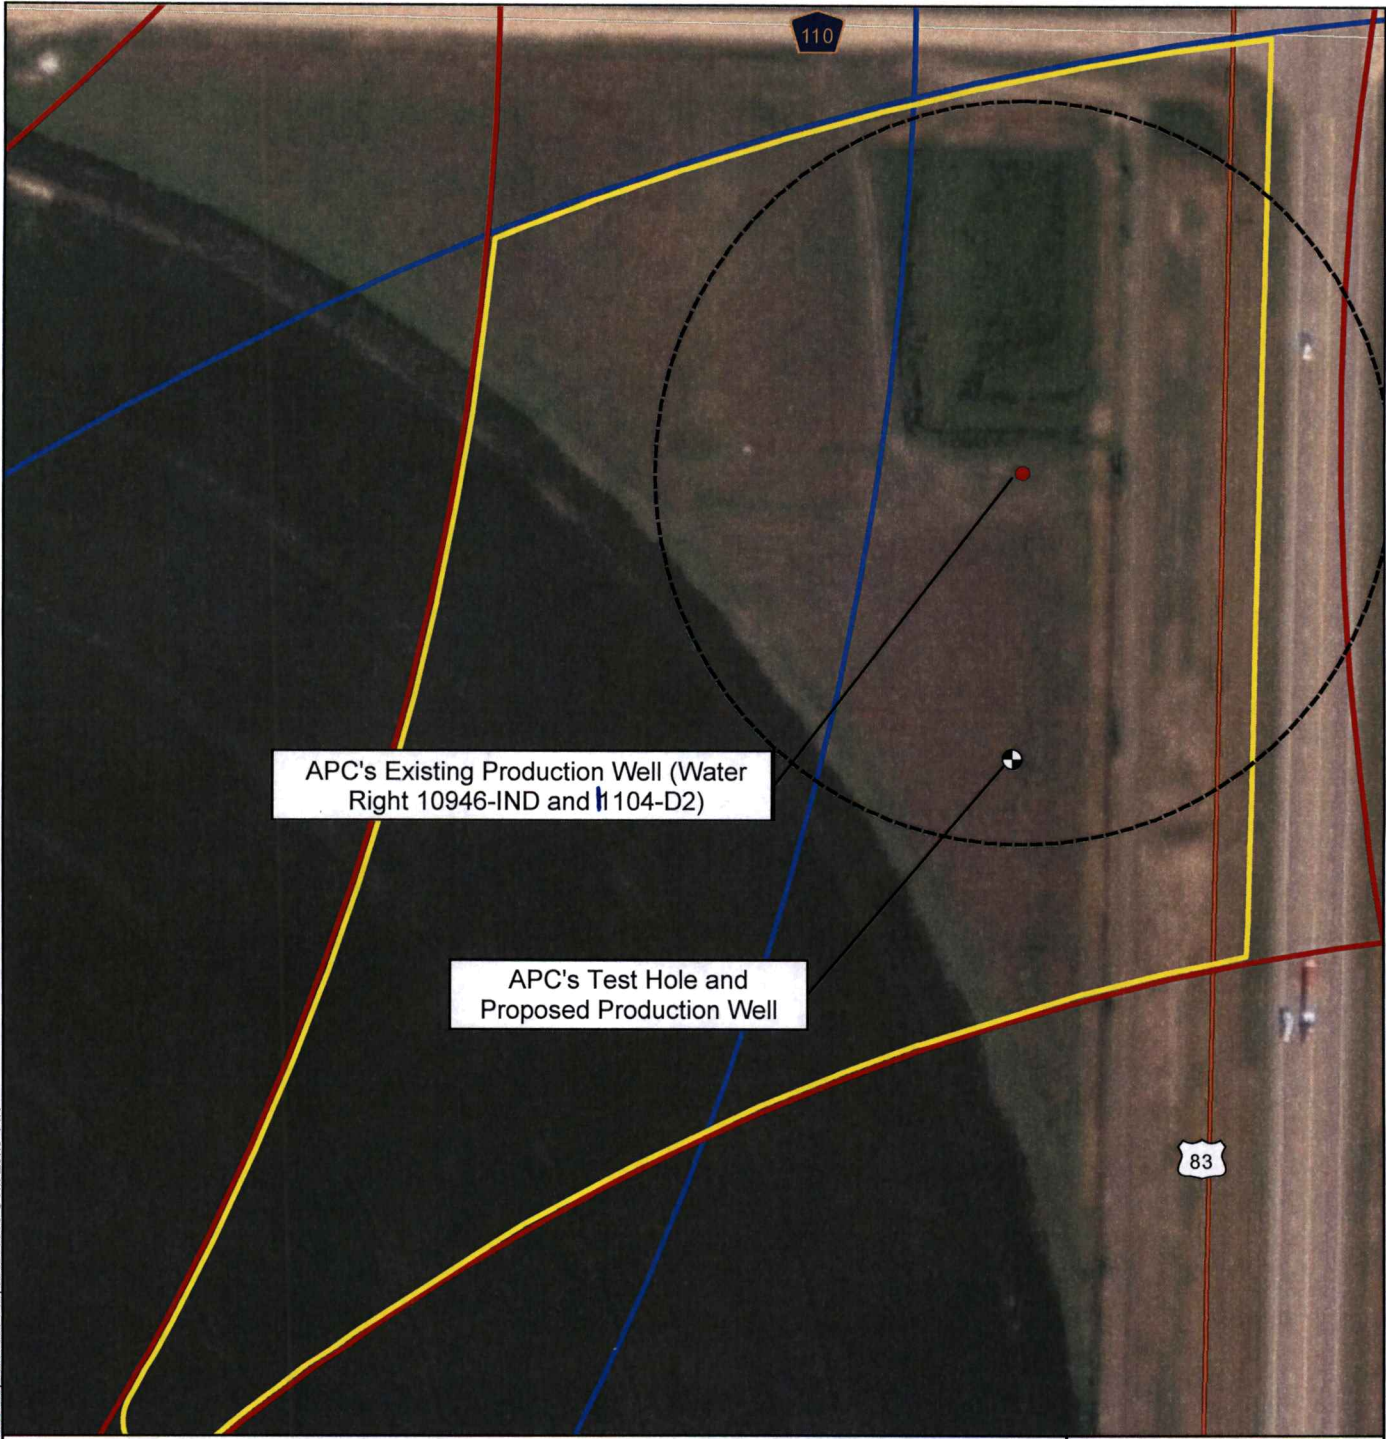 110
APC's Existing Production Well (Water
Right 10946-IND and 1104-D2)
APC's Test Hole and
Proposed Production Well
83